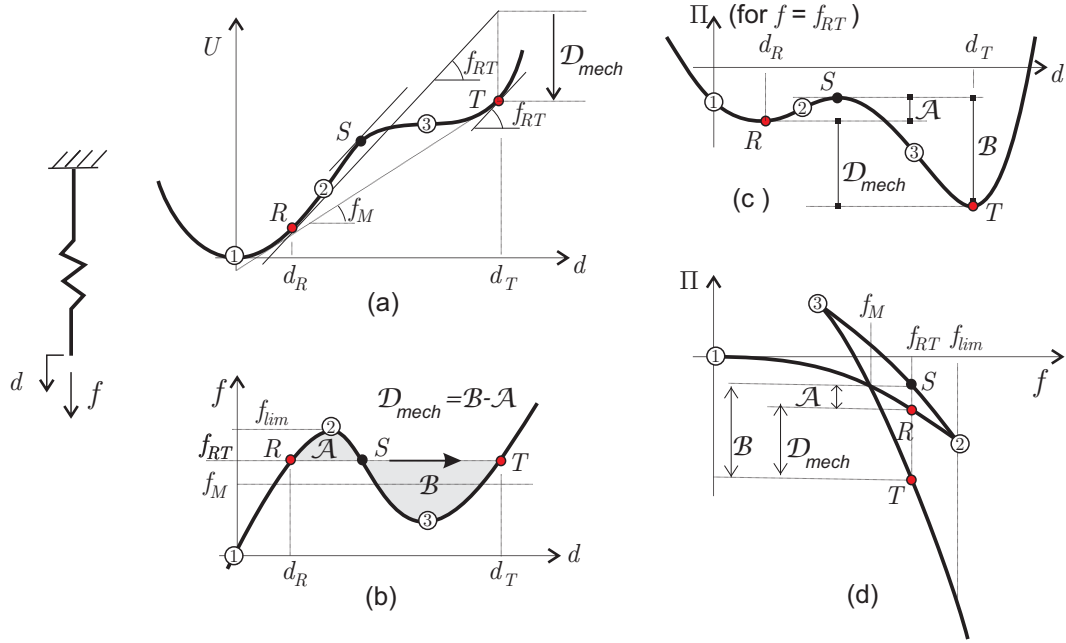 d
f
U
R
S
T
1
2
3
f_RT
f_RT
f_M
𝒟_mech
d_R
d_T
d
(a)
f
f_lim
f_RT
f_M
𝒟_mech=ℬ-𝒜
R
2
𝒜
S
T
ℬ
3
1
d_R
d_T
d
(b)
Π (for f = f_RT)
d_R
d_T
d
1
2
S
𝒜
R
3
𝒟_mech
ℬ
T
(c )
Π
3
f_M
f_RT
f_lim
1
f
S
𝒜
R
ℬ
𝒟_mech
2
T
(d)